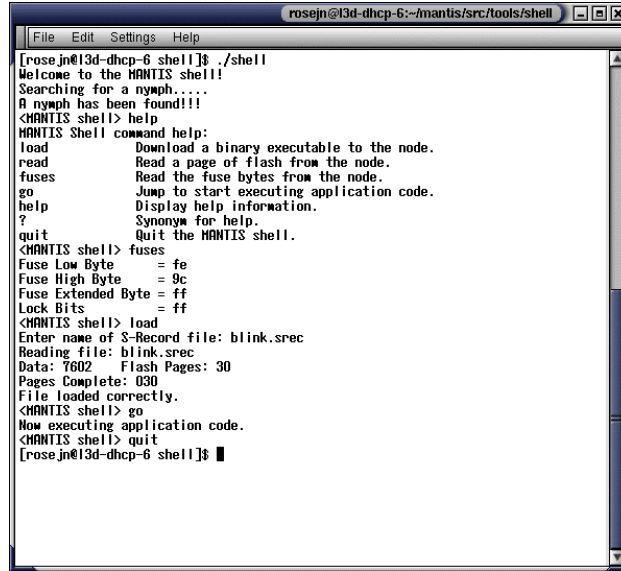 rosejn@l3d-dhcp-6:~/mantis/src/tools/shell
File Edit Settings Help
[rosejn@l3d-dhcp-6 shell]$ ./shell
Welcome to the MANTIS shell!
Searching for a nymph.....
A nymph has been found!!!
<MANTIS shell> help
MANTIS Shell command help:
load Download a binary executable to the node.
read Read a page of flash from the node.
fuses Read the fuse bytes from the node.
go Jump to start executing application code.
help Display help information.
? Synonym for help.
quit Quit the MANTIS shell.
<MANTIS shell> fuses
Fuse Low Byte = fe
Fuse High Byte = 9c
Fuse Extended Byte = ff
Lock Bits = ff
<MANTIS shell> load
Enter name of S-Record file: blink.srec
Reading file: blink.srec
Data: 7602 Flash Pages: 30
Pages Complete: 030
File loaded correctly.
<MANTIS shell> go
Now executing application code.
<MANTIS shell> quit
[rosejn@l3d-dhcp-6 shell]$